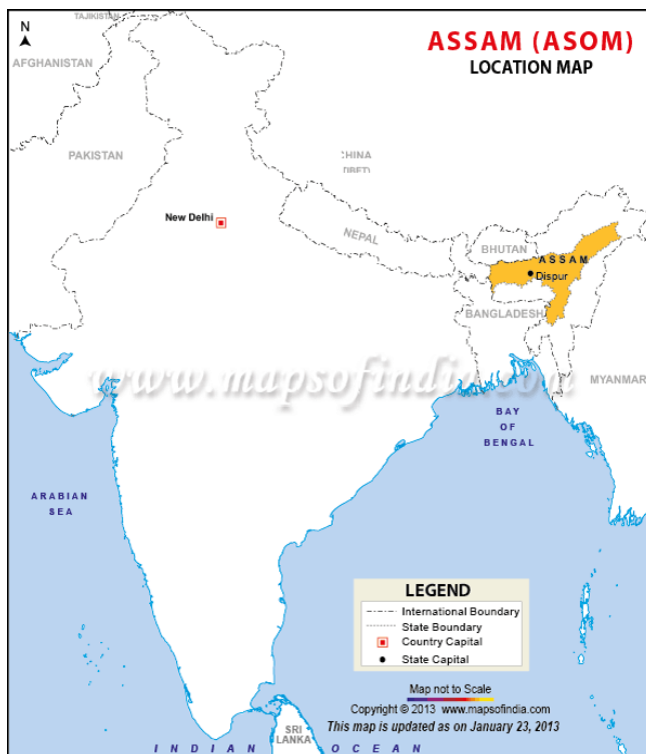 N
TAJIKISTAN
ASSAM (ASOM)
LOCATION MAP
AFGHANISTAN
PAKISTAN
New Delhi
NEPAL
BHUTAN
ASSAM
Dispur
BANGLADESH
www.mapsofindia.com
MYANMAR
BAY
OF
BENGAL
ARABIAN
SEA
LEGEND
International Boundary
State Boundary
Country Capital
State Capital
Map not to Scale
Copyright © 2013 www.mapsofindia.com
This map is updated as on January 23, 2013
SRI
LANKA
INDIAN OCEAN